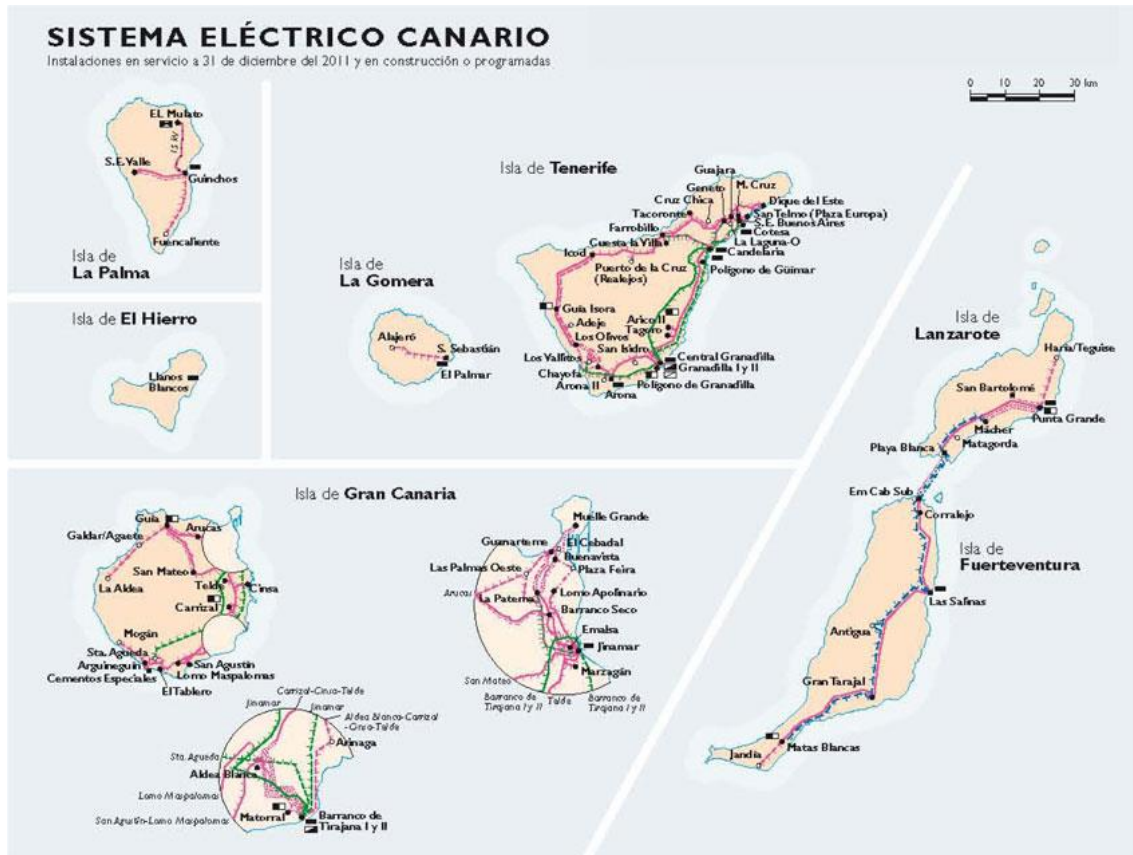 SISTEMA ELÉCTRICO CANARIO
Instalaciones en servicio a 31 de diciembre del 2011 y en construcción o programadas
0 10 20 30 km
EL Mulato
15 kV
S.E.Valle
Guinchos
Fuencaliente
Isla de
La Palma
Isla de El Hierro
Llanos
Blancos
Isla de
La Gomera
Alajeró
S. Sebastián
El Palmar
Isla de Tenerife
Guajara
Geneto
M. Cruz
Cruz Chica
Dique del Este
Tacoronte
San Telmo (Plaza Europa)
Farrobillo
S.E. Buenos Aires
Cotesa
Cuesta la Villa
La Laguna-O
Icod
Candelaria
Puerto de la Cruz
(Realejos)
Polígono de Güimar
Guía Isora
Arico II
Adeje
Tagoro
Los Olivos
San Isidro
Los Vallitos
Central Granadilla
Chayofa
Granadilla I y II
Arona II
Polígono de Granadilla
Arona
Isla de
Lanzarote
Haría/Teguise
San Bartolomé
Punta Grande
Mácher
Matagorda
Playa Blanca
Em Cab Sub
Corralejo
Isla de
Fuerteventura
Las Salinas
Antigua
Gran Tarajal
Matas Blancas
Jandía
Isla de Gran Canaria
Guía
Arucas
Galdar/Agaete
San Mateo
La Aldea
Telde
Cinsa
Carrizal
Mogán
Sta. Agueda
Arguineguín
San Agustín
Cementos Especiales
Lomo Maspalomas
El Tablero
Muelle Grande
Guanarteme
El Cebadal
Buenavista
Las Palmas Oeste
Plaza Feira
Arucas
La Paterna
Lomo Apolinario
Barranco Seco
Emalsa
Jinamar
Marzagán
San Mateo
Barranco de
Tirajana I y II
Telde
Barranco de
Tirajana I y II
Carrizal-Cinsa-Telde
Jinamar
Jinamar
Aldea Blanca-Carrizal
-Cinsa-Telde
Arinaga
Sta. Agueda
Aldea Blanca
Lomo Maspalomas
Matorral
San Agustín-Lomo Maspalomas
Barranco de
Tirajana I y II